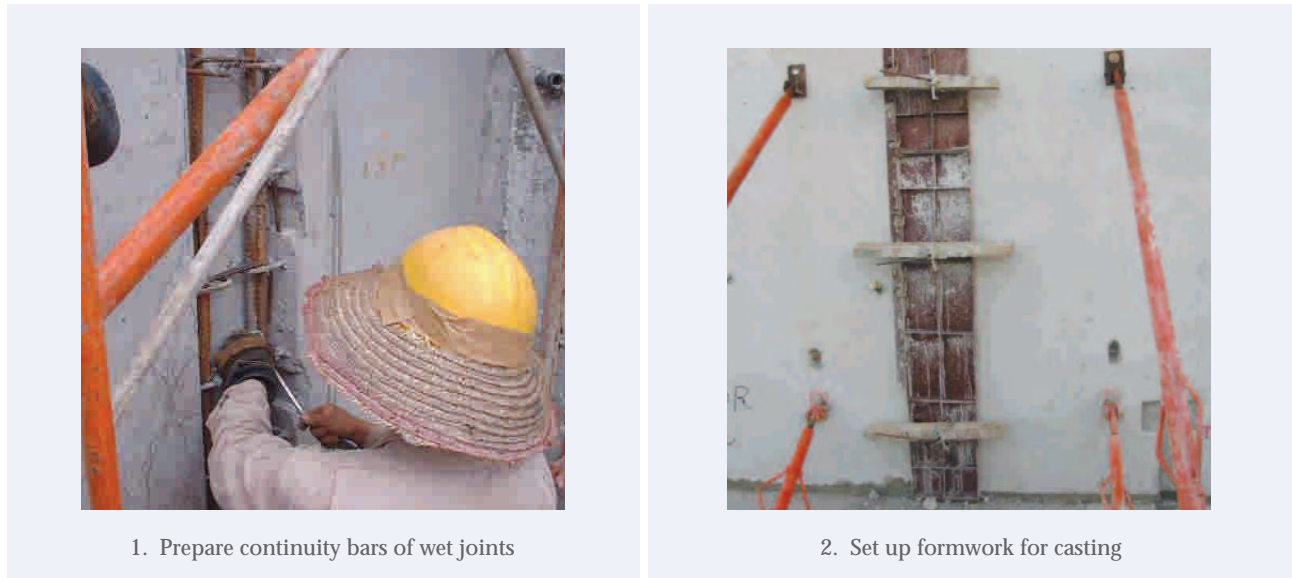 1. Prepare continuity bars of wet joints
2. Set up formwork for casting